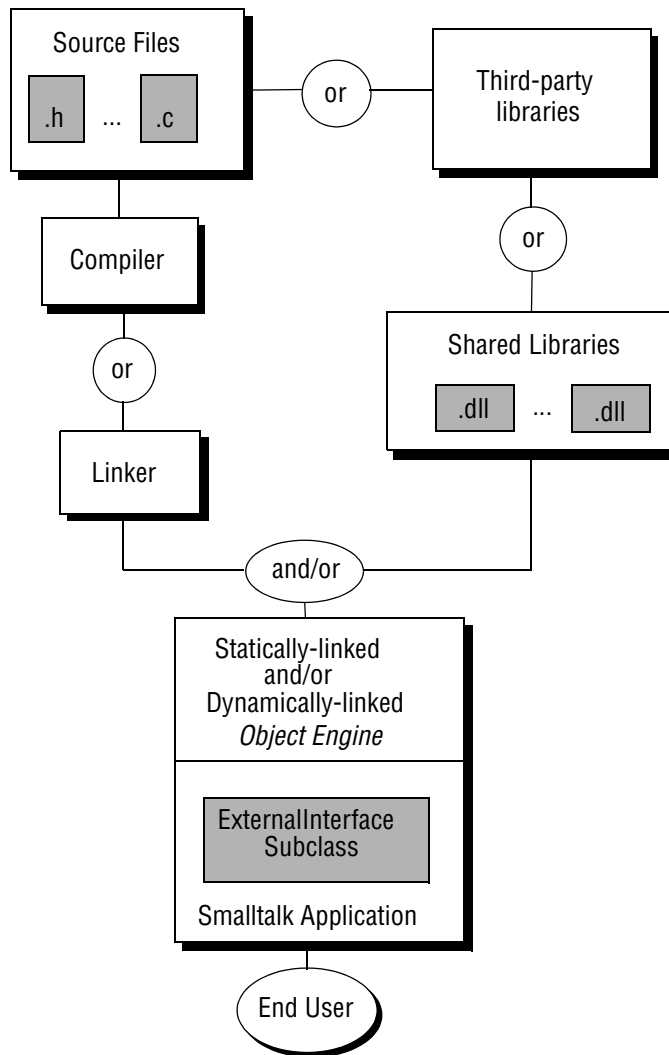 Source Files
.h ... .c
or
Third-party
libraries
or
Compiler
or
Shared Libraries
.dll ... .dll
Linker
and/or
Statically-linked
and/or
Dynamically-linked
Object Engine
ExternalInterface
Subclass
Smalltalk Application
End User